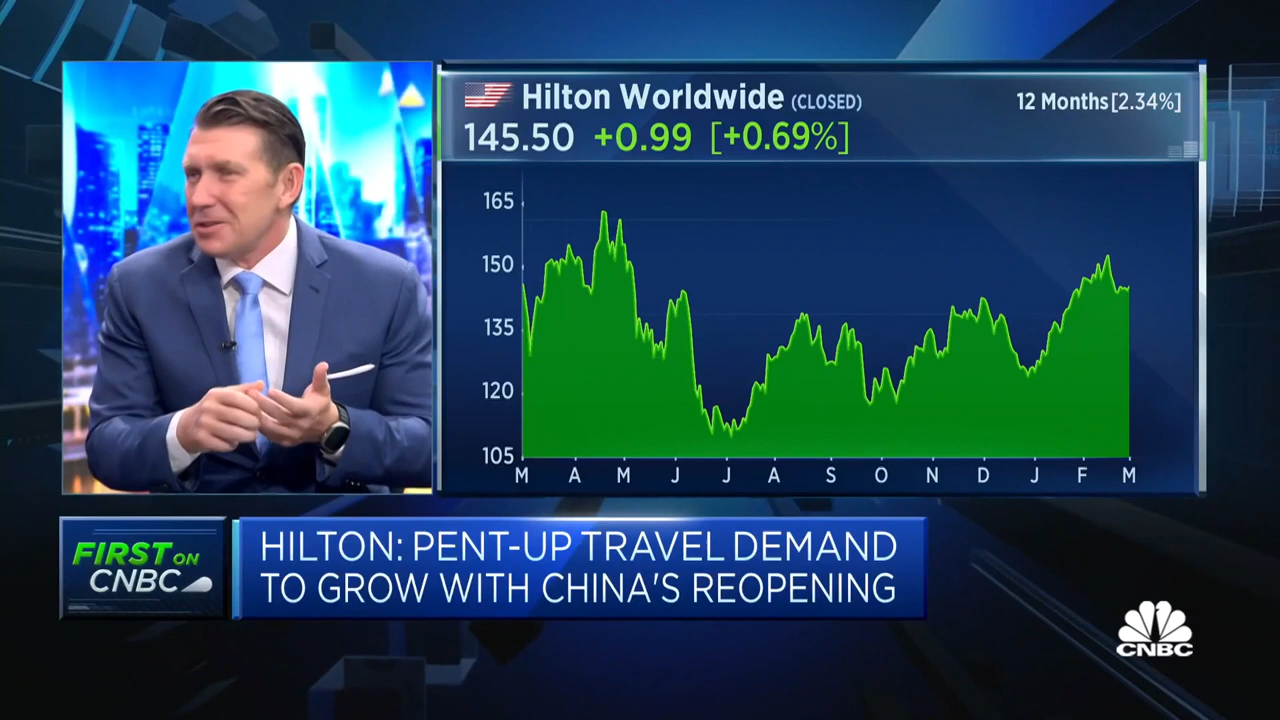 Hilton Worldwide (CLOSED)
12 Months[2.34%]
145.50 +0.99 [+0.69%]
165
150
135
120
105
M A M J J A S O N D J F M
FIRST ON
CNBC
HILTON: PENT-UP TRAVEL DEMAND
TO GROW WITH CHINA'S REOPENING
CNBC